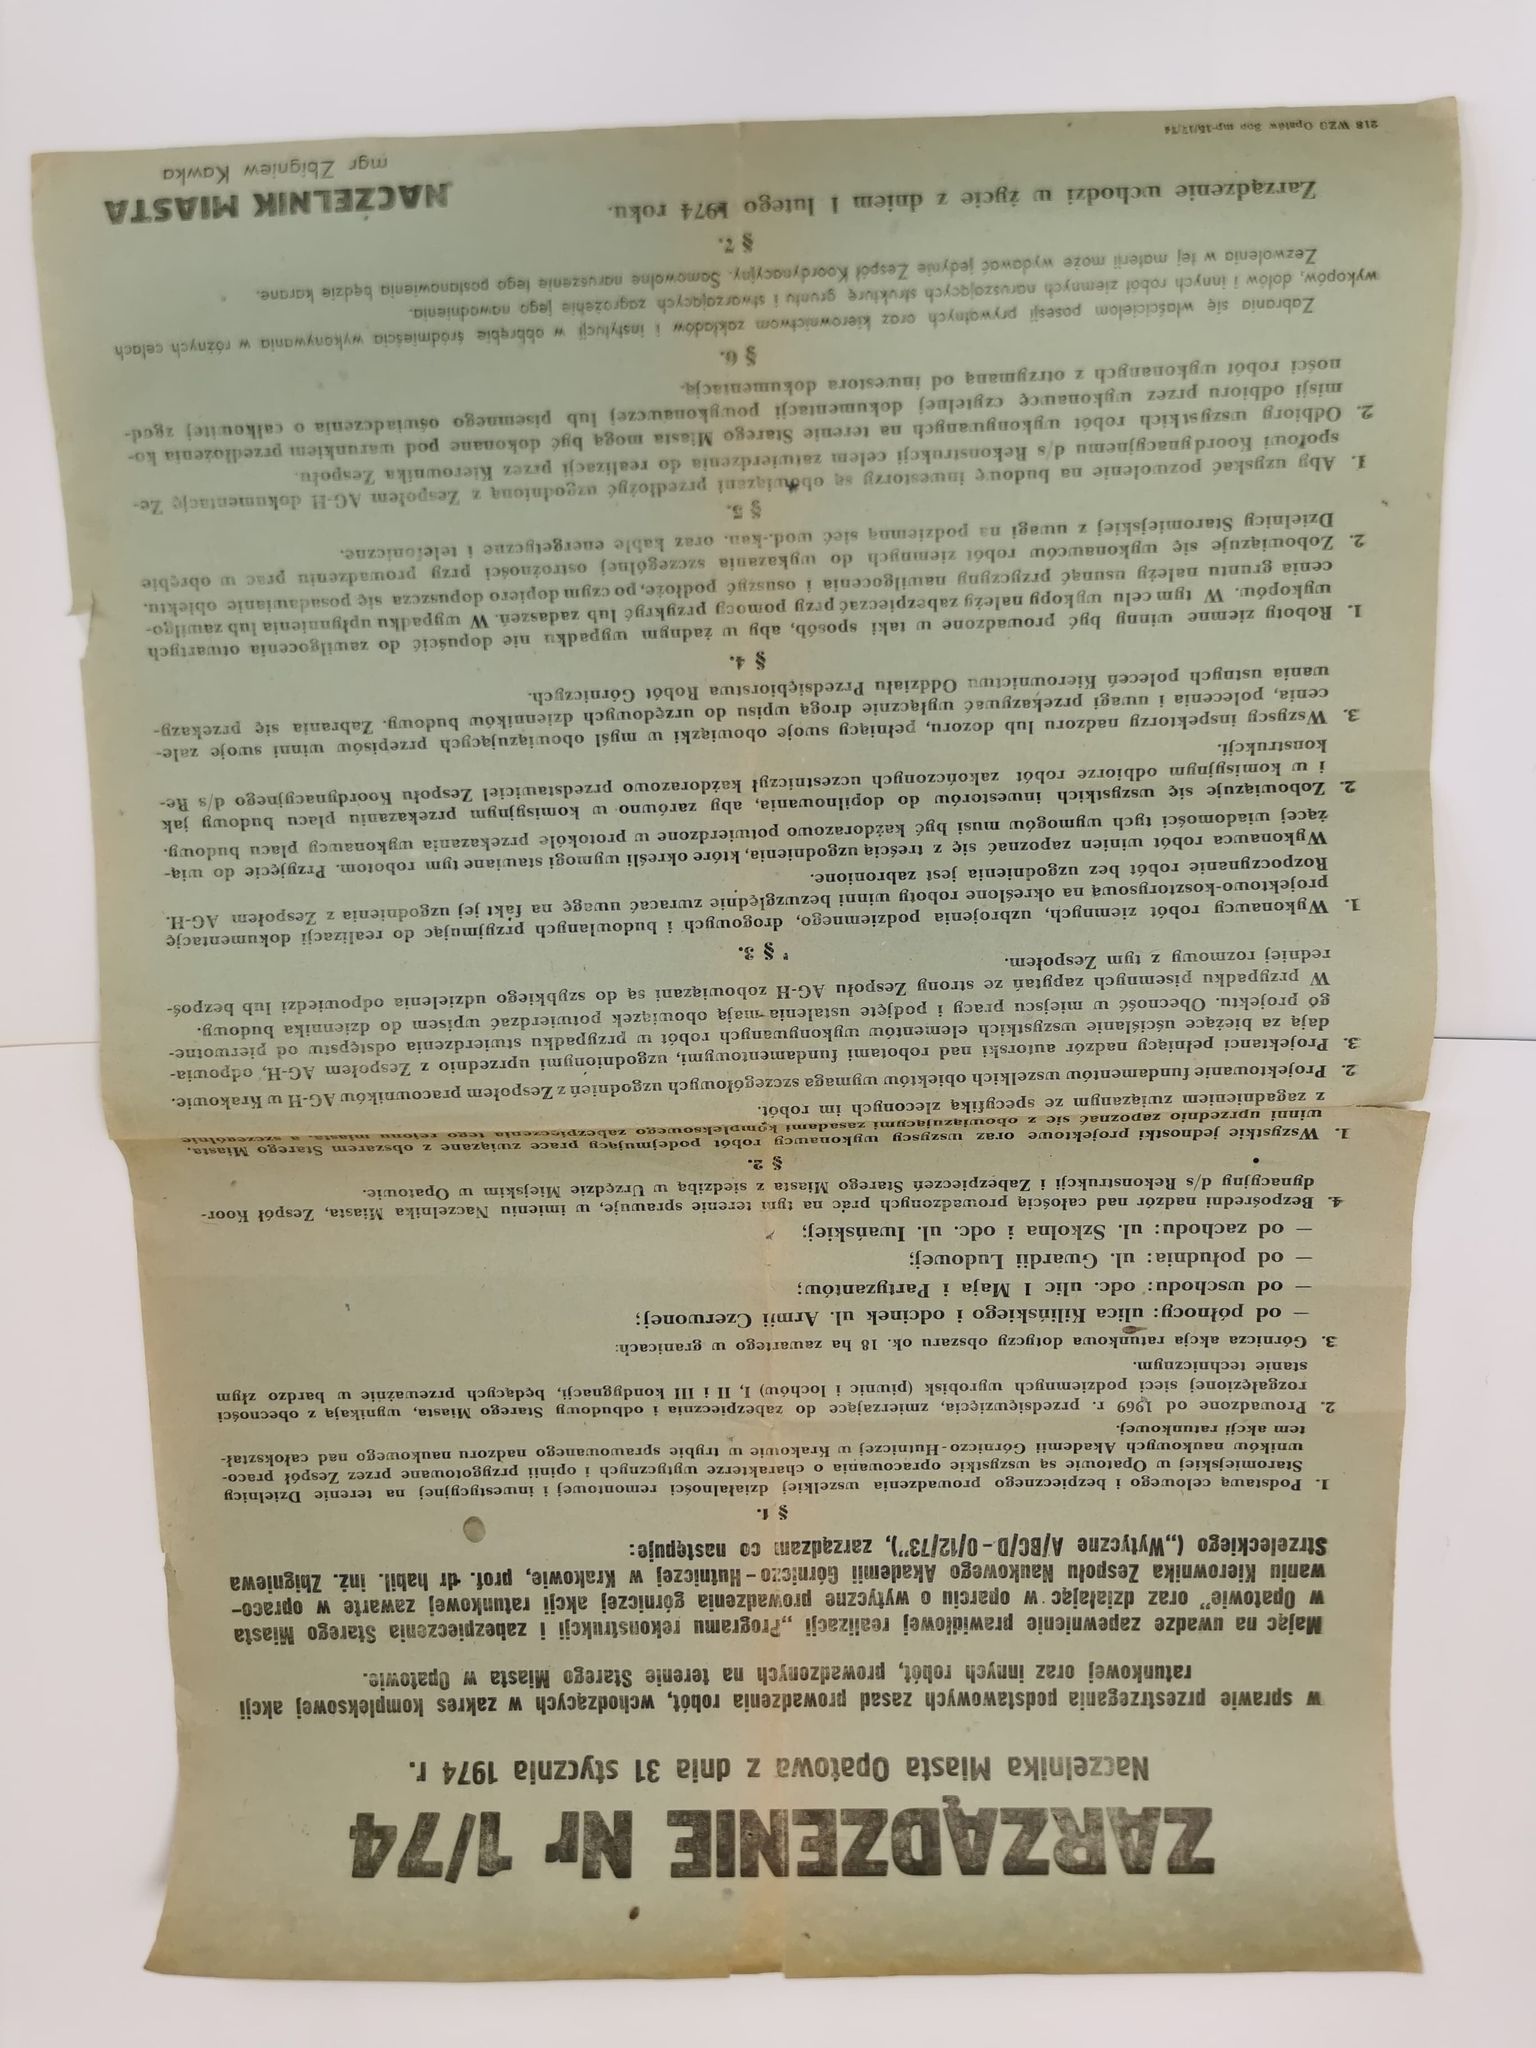 ZARZĄDZENIE Nr 1/74
Naczelnika Miasta Opatowa z dnia 31 stycznia 1974 r.
w sprawie przestrzegania podstawowych zasad prowadzenia robót, wchodzących w zakres kompleksowej akcji
ratunkowej oraz innych robót, prowadzonych na terenie Starego Miasta w Opatowie.
Mając na uwadze zapewnienie prawidłowej realizacji „Programu rekonstrukcji i zabezpieczenia Starego Miasta
w Opatowie” oraz działając w oparciu o wytyczne prowadzenia górniczej akcji ratunkowej zawarte w opraco-
waniu Kierownika Zespołu Naukowego Akademii Górniczo-Hutniczej w Krakowie, prof. dr habil. inż. Zbigniewa
Strzeleckiego („Wytyczne A/BC/D-0/12/73”), zarządzam co następuje:
§ 1.
1. Podstawą celowego i bezpiecznego prowadzenia wszelkiej działalności remontowej i inwestycyjnej na terenie Dzielnicy
Staromiejskiej w Opatowie są wszystkie opracowania o charakterze wytycznych i opinii przygotowane przez Zespół praco-
wników naukowych Akademii Górniczo-Hutniczej w Krakowie w trybie sprawowanego nadzoru naukowego nad całokształ-
tem akcji ratunkowej.
2. Prowadzone od 1969 r. przedsięwzięcia, zmierzające do zabezpiecznia i odbudowy Starego Miasta, wynikają z obecności
rozgałęzionej sieci podziemnych wyrobisk (piwnic i lochów) I, II i III kondygnacji, będących przeważnie w bardzo złym
stanie technicznym.
3. Górnicza akcja ratunkowa dotyczy obszaru ok. 18 ha zawartego w granicach:
— od północy: ulica Kilińskiego i odcinek ul. Armii Czerwonej;
— od wschodu: odc. ulic 1 Maja i Partyzantów;
— od południa: ul. Gwardii Ludowej;
— od zachodu: ul. Szkolna i odc. ul. Iwańskiej;
4. Bezpośredni nadzór nad całością prowadzonych prac na tym terenie sprawuje, w imieniu Naczelnika Miasta, Zespół Koor-
dynacyjny d/s Rekonstrukcji i Zabezpieczeń Starego Miasta z siedzibą w Urzędzie Miejskim w Opatowie.
§ 2.
1. Wszystkie jednostki projektowe oraz wszyscy wykonawcy robót podejmujący prace związane z obszarem Starego Miasta,
winni uprzednio zapoznać się z obowiązującymi zasadami kompleksowego zabezpieczenia tego rejonu miasta, a szczególnie
z zagadnieniem związanym ze specyfiką zleconych im robót.
2. Projektowanie fundamentów wszelkich obiektów wymaga szczegółowych uzgodnień z Zespołem pracowników AG-H w Krakowie.
3. Projektanci pełniący nadzór autorski nad robotami fundamentowymi, uzgodnionymi uprzednio z Zespołem AG-H, odpowia-
dają za bieżące uściślanie wszystkich elementów wykonywanych robót w przypadku stwierdzenia odstępstw od pierwotne-
go projektu. Obecność w miejscu pracy i podjęte ustalenia mają obowiązek potwierdzać wpisem do dziennika budowy.
W przypadku pisemnych zapytań ze strony Zespołu AG-H zobowiązani są do szybkiego udzielenia odpowiedzi lub bezpoś-
redniej rozmowy z tym Zespołem.
§ 3.
1. Wykonawcy robót ziemnych, uzbrojenia podziemnego, drogowych i budowlanych przyjmując do realizacji dokumentację
projektowo-kosztorysową na określone roboty winni bezwzględnie zwracać uwagę na fakt jej uzgodnienia z Zespołem AG-H.
Rozpoczynanie robót bez uzgodnienia jest zabronione.
Wykonawca robót winien zapoznać się z treścią uzgodnienia, które określi wymogi stawiane tym robotom. Przyjęcie do wią-
żącej wiadomości tych wymogów musi być każdorazowo potwierdzone w protokóle przekazania wykonawcy placu budowy.
2. Zobowiązuje się wszystkich inwestorów do dopilnowania, aby zarówno w komisyjnym przekazaniu placu budowy jak
i w komisyjnym odbiorze robót zakończonych uczestniczył każdorazowo przedstawiciel Zespołu Koordynacyjnego d/s Re-
konstrukcji.
3. Wszyscy inspektorzy nadzoru lub dozoru, pełniący swoje obowiązki w myśl obowiązujących przepisów winni swoje zale-
cenia, polecenia i uwagi przekazywać wyłącznie drogą wpisu do urzędowych dzienników budowy. Zabrania się przekazy-
wania ustnych poleceń Kierownictwu Oddziału Przedsiębiorstwa Robót Górniczych.
§ 4.
1. Roboty ziemne winny być prowadzone w taki sposób, aby w żadnym wypadku nie dopuścić do zawilgocenia otwartych
wykopów. W tym celu wykopy należy zabezpieczać przy pomocy przykryć lub zadaszeń. W wypadku upłynnienia lub zawilgo-
cenia gruntu należy usunąć przyczyny nawilgocenia i osuszyć podłoże, po czym dopiero dopuszcza się posadawianie obiektu.
2. Zobowiązuje się wykonawców robót ziemnych do wykazania szczególnej ostrożności przy prowadzeniu prac w obrębie
Dzielnicy Staromiejskiej z uwagi na podziemną sieć wod.-kan. oraz kable energetyczne i telefoniczne.
§ 5.
1. Aby uzyskać pozwolenie na budowę inwestorzy są obowiązani przedłożyć uzgodnioną z Zespołem AG-H dokumentację Ze-
społowi Koordynacyjnemu d/s Rekonstrukcji celem zatwierdzenia do realizacji przez Kierownika Zespołu.
2. Odbiory wszystkich robót wykonywanych na terenie Starego Miasta mogą być dokonane pod warunkiem przedłożenia ko-
misji odbioru przez wykonawcę czytelnej dokumentacji powykonawczej lub pisemnego oświadczenia o całkowitej zgod-
ności robót wykonanych z otrzymaną od inwestora dokumentacją.
§ 6.
Zabrania się właścicielom posesji prywatnych oraz kierownictwom zakładów i instytucji w obrębie śródmieścia wykonywania w różnych celach
wykopów, dołów i innych robót ziemnych naruszających strukturę gruntu i stwarzających zagrożenie jego nawodnienia.
Zezwolenia w tej materii może wydawać jedynie Zespół Koordynacyjny. Samowolne naruszenie tego postanowienia będzie karane.
§ 7.
Zarządzenie wchodzi w życie z dniem 1 lutego 1974 roku.
NACZELNIK MIASTA
mgr Zbigniew Kawka
218 WZG Opatów